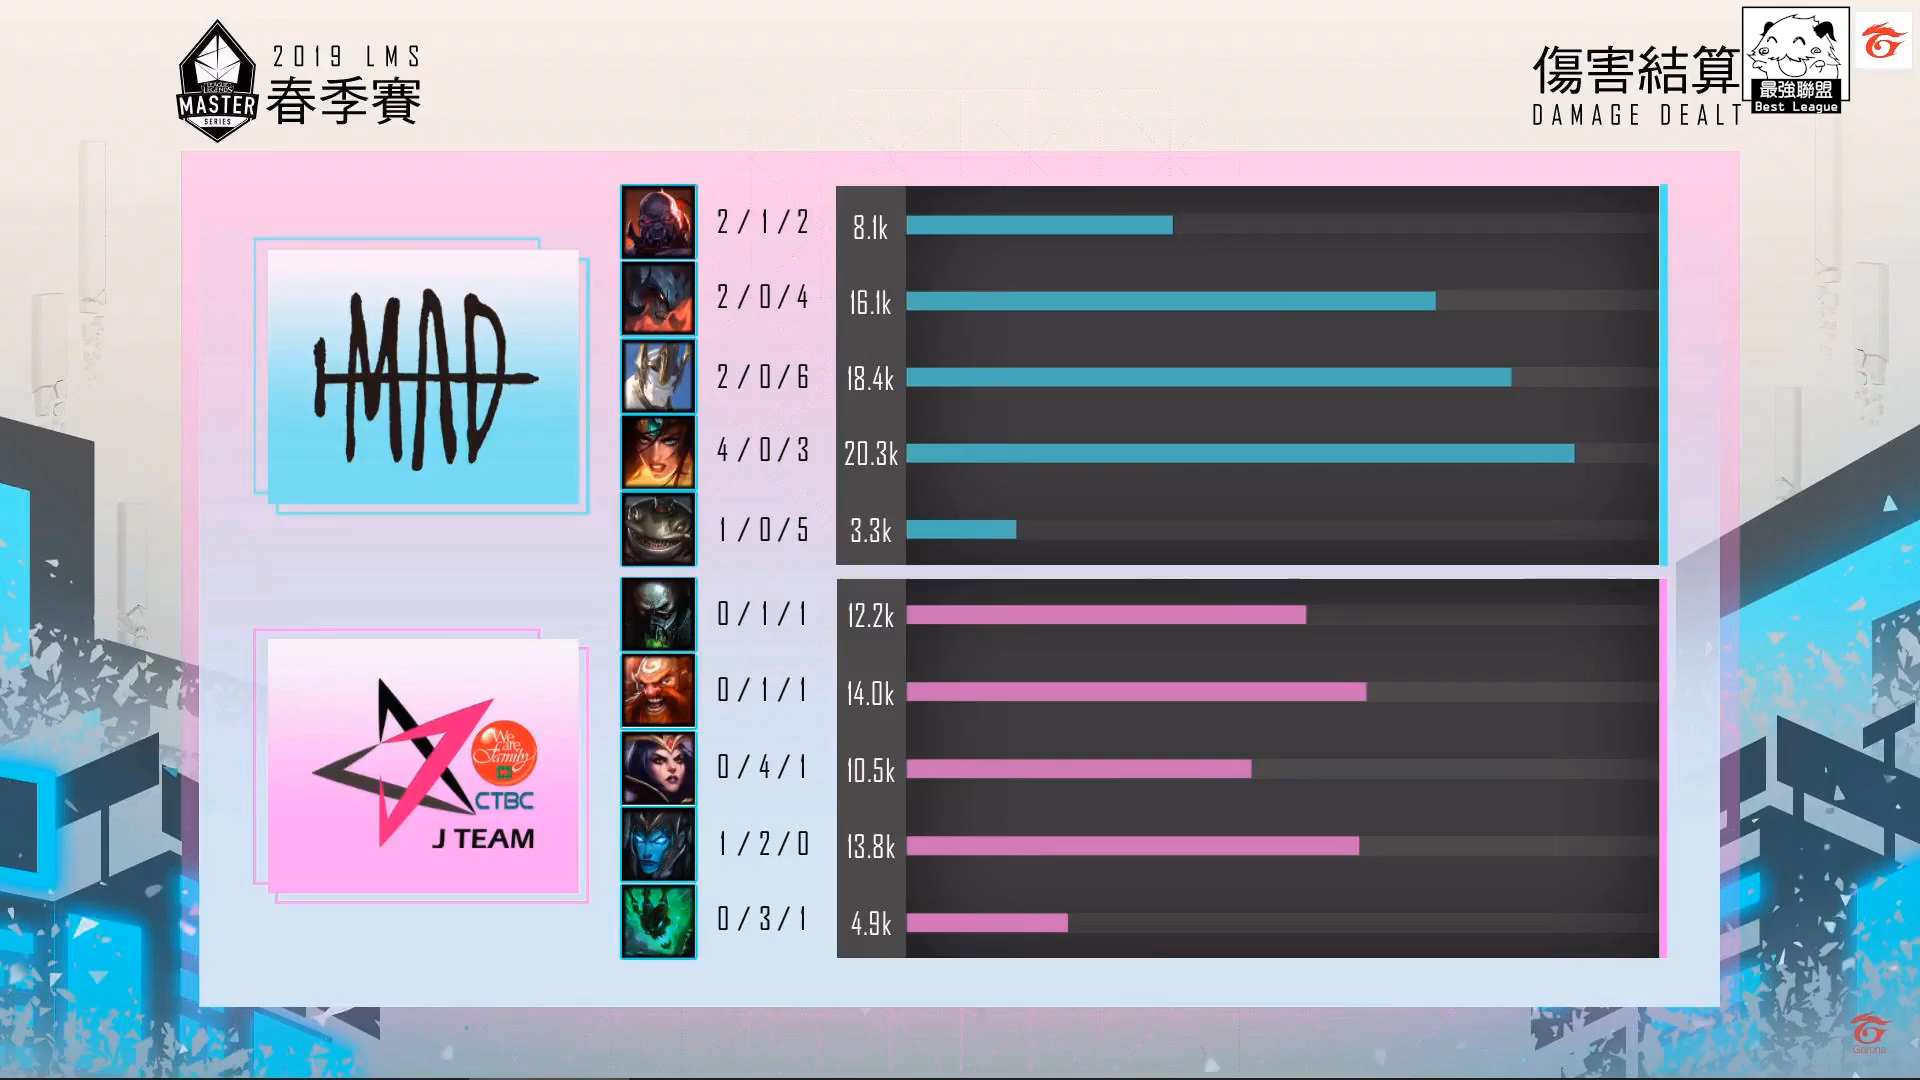 2019 LMS
春季賽
LEAGUE LEGENDS
MASTER
SERIES
傷害結算
DAMAGE DEALT
最強聯盟
Best League
MAD
2/1/2 8.1k
2/0/4 16.1k
2/0/6 18.4k
4/0/3 20.3k
1/0/5 3.3k
We are Family
CTBC
J TEAM
0/1/1 12.2k
0/1/1 14.0k
0/4/1 10.5k
1/2/0 13.8k
0/3/1 4.9k
Garena